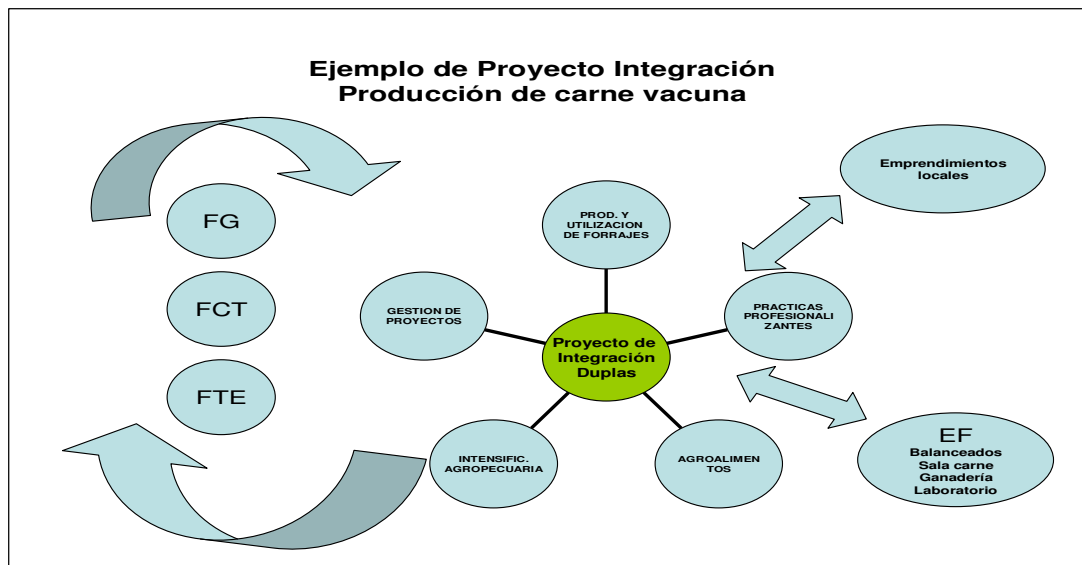 Ejemplo de Proyecto Integración
Producción de carne vacuna
Emprendimientos
locales
FG
PROD. Y
UTILIZACION
DE FORRAJES
FCT
GESTION DE
PROYECTOS
PRACTICAS
PROFESIONALI
ZANTES
Proyecto de
Integración
Duplas
FTE
INTENSIFIC.
AGROPECUARIA
AGROALIMEN
TOS
EF
Balanceados
Sala carne
Ganadería
Laboratorio